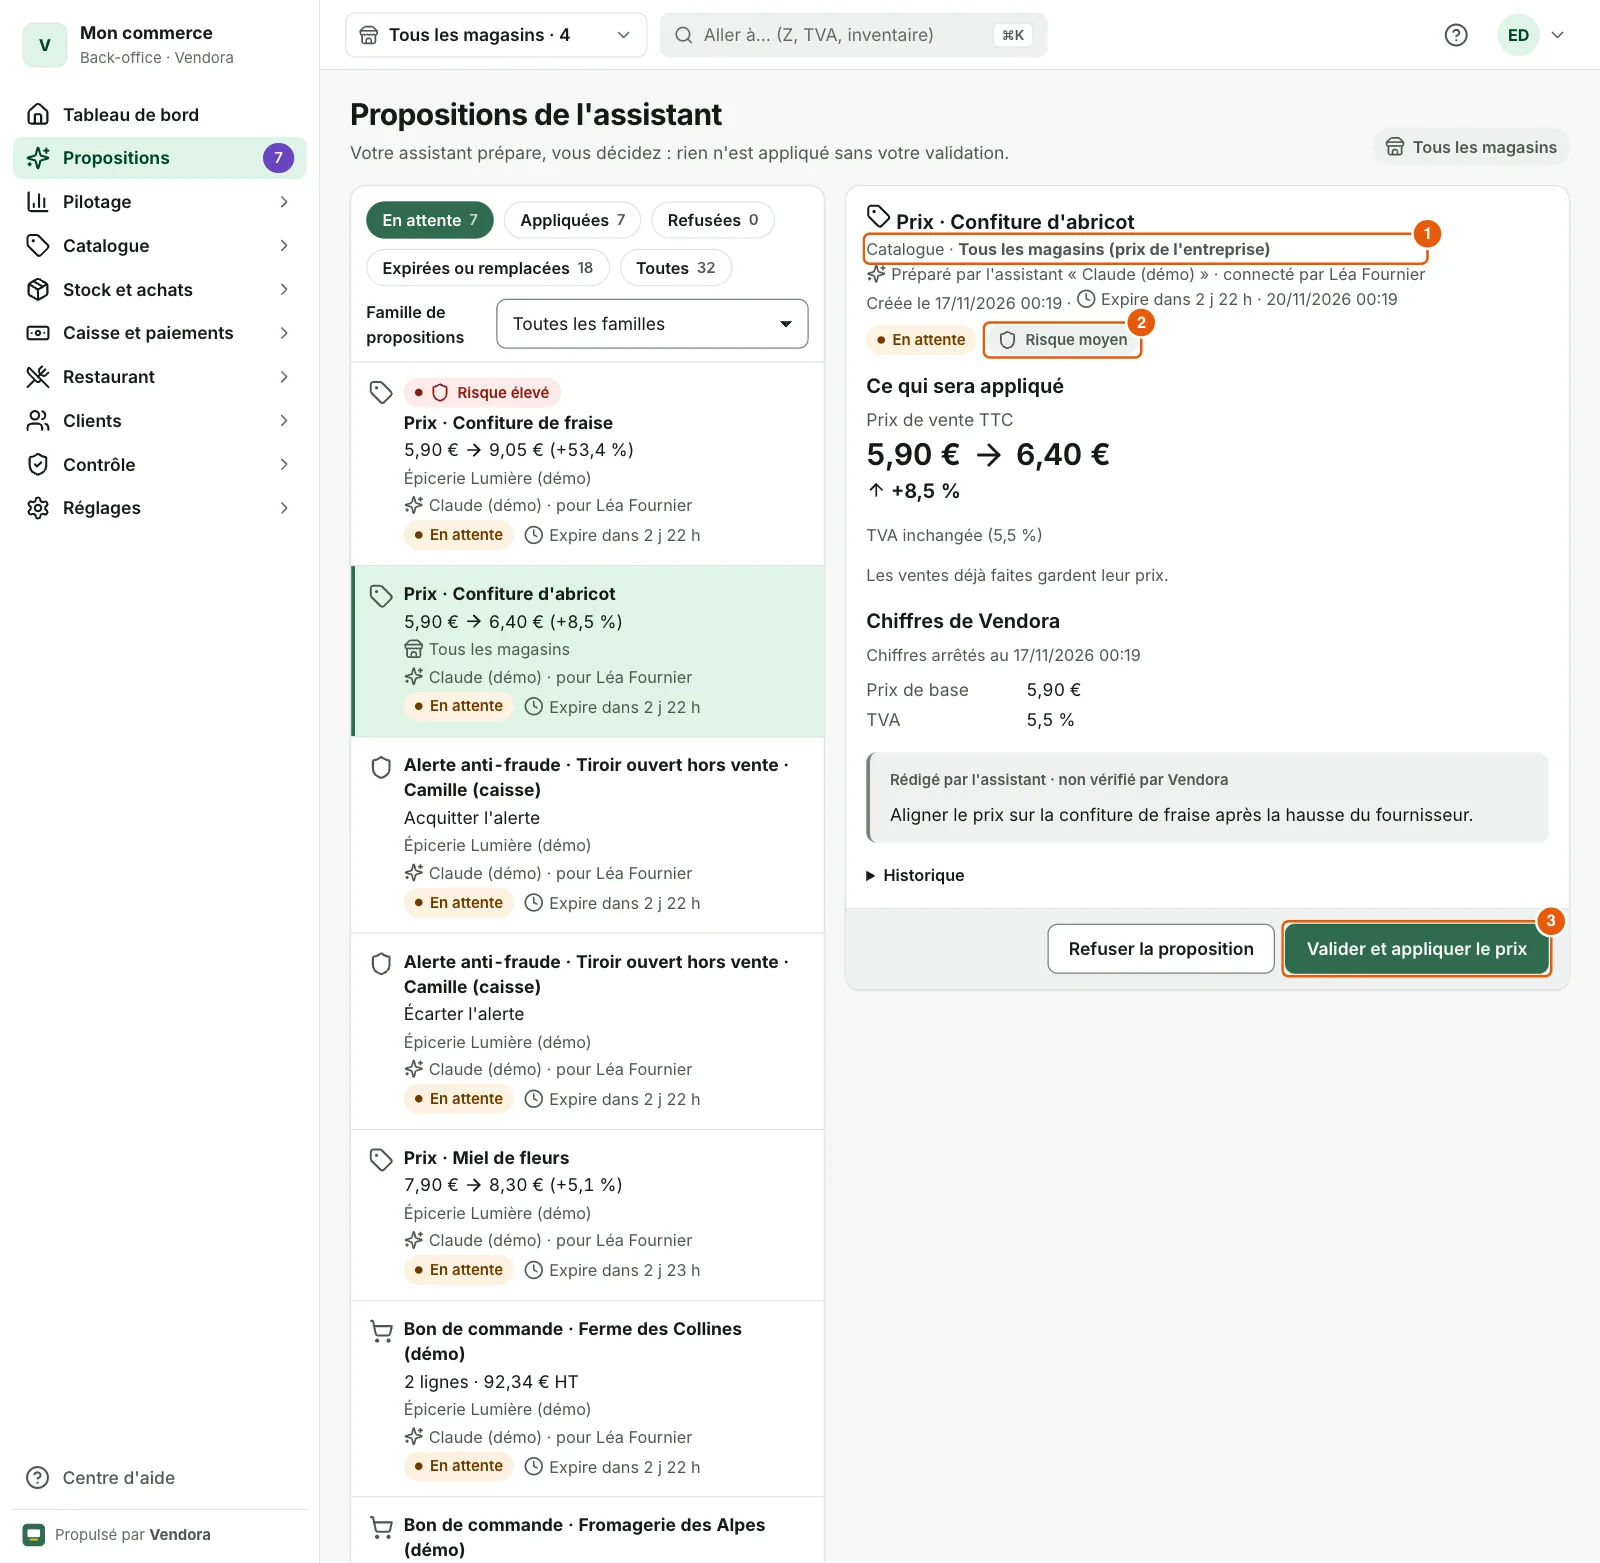 V
Mon commerce
Back-office · Vendora
Tableau de bord
Propositions 7
Pilotage
Catalogue
Stock et achats
Caisse et paiements
Restaurant
Clients
Contrôle
Réglages
Centre d'aide
Propulsé par Vendora
Tous les magasins · 4
Aller à... (Z, TVA, inventaire) ⌘K
ED
Propositions de l'assistant
Votre assistant prépare, vous décidez : rien n'est appliqué sans votre validation.
Tous les magasins
En attente 7
Appliquées 7
Refusées 0
Expirées ou remplacées 18
Toutes 32
Famille de propositions
Toutes les familles
Risque élevé
Prix · Confiture de fraise
5,90 € → 9,05 € (+53,4 %)
Épicerie Lumière (démo)
Claude (démo) · pour Léa Fournier
En attente Expire dans 2 j 22 h
Prix · Confiture d'abricot
5,90 € → 6,40 € (+8,5 %)
Tous les magasins
Claude (démo) · pour Léa Fournier
En attente Expire dans 2 j 22 h
Alerte anti-fraude · Tiroir ouvert hors vente ·
Camille (caisse)
Acquitter l'alerte
Épicerie Lumière (démo)
Claude (démo) · pour Léa Fournier
En attente Expire dans 2 j 22 h
Alerte anti-fraude · Tiroir ouvert hors vente ·
Camille (caisse)
Écarter l'alerte
Épicerie Lumière (démo)
Claude (démo) · pour Léa Fournier
En attente Expire dans 2 j 22 h
Prix · Miel de fleurs
7,90 € → 8,30 € (+5,1 %)
Épicerie Lumière (démo)
Claude (démo) · pour Léa Fournier
En attente Expire dans 2 j 23 h
Bon de commande · Ferme des Collines
(démo)
2 lignes · 92,34 € HT
Épicerie Lumière (démo)
Claude (démo) · pour Léa Fournier
En attente Expire dans 2 j 22 h
Bon de commande · Fromagerie des Alpes
(démo)
Prix · Confiture d'abricot
Catalogue · Tous les magasins (prix de l'entreprise) 1
Préparé par l'assistant « Claude (démo) » · connecté par Léa Fournier
Créée le 17/11/2026 00:19 · Expire dans 2 j 22 h · 20/11/2026 00:19
En attente Risque moyen 2
Ce qui sera appliqué
Prix de vente TTC
5,90 € → 6,40 €
↑ +8,5 %
TVA inchangée (5,5 %)
Les ventes déjà faites gardent leur prix.
Chiffres de Vendora
Chiffres arrêtés au 17/11/2026 00:19
Prix de base 5,90 €
TVA 5,5 %
Rédigé par l'assistant · non vérifié par Vendora
Aligner le prix sur la confiture de fraise après la hausse du fournisseur.
Historique
Refuser la proposition
Valider et appliquer le prix 3